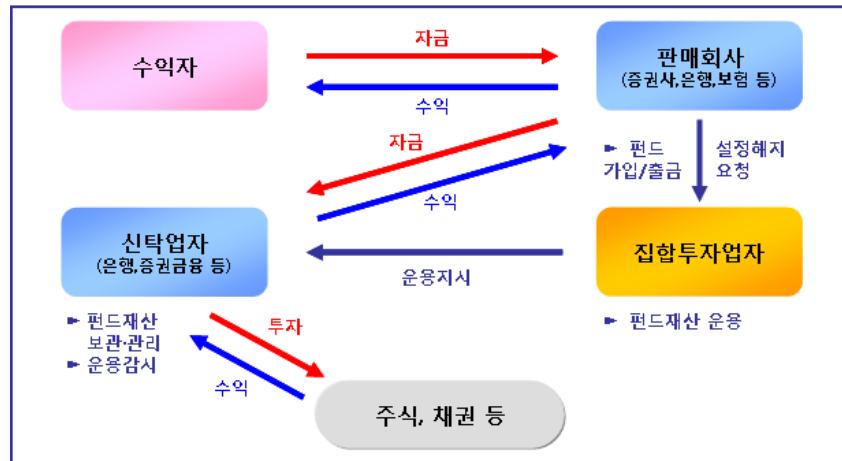 수익자
자금
수익
판매회사
(증권사,은행,보험 등)
자금
수익
► 펀드
가입/출금
설정해지
요청
신탁업자
(은행,증권금융 등)
운용지시
집합투자업자
► 펀드재산
보관·관리
► 운용감시
투자
수익
► 펀드재산 운용
주식, 채권 등